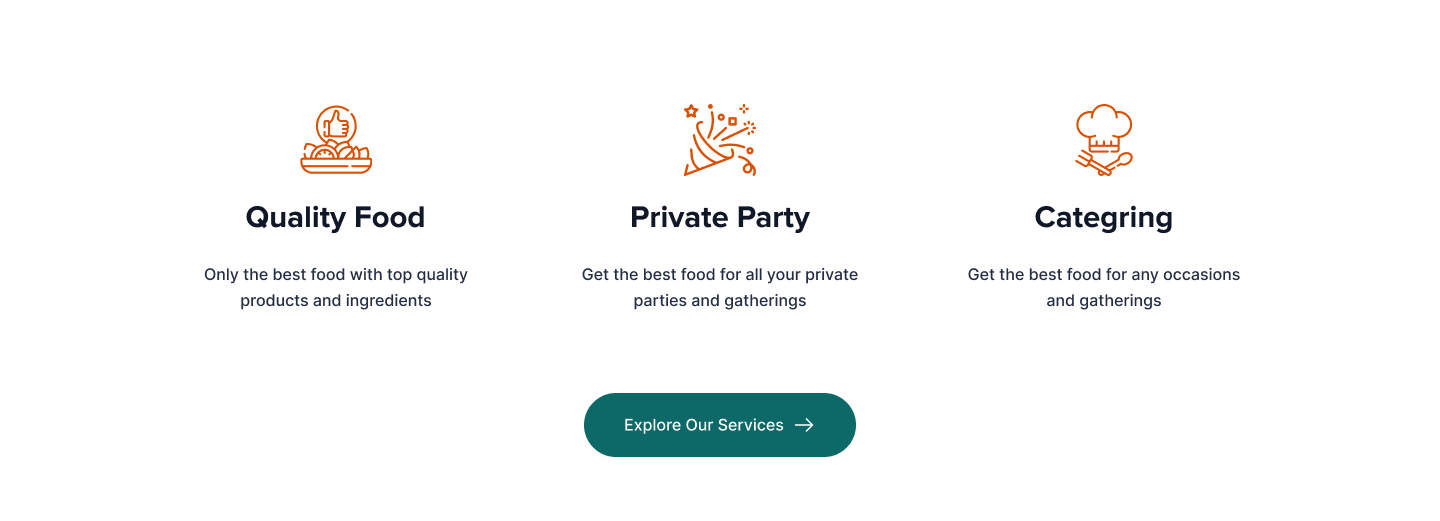 Quality Food
Only the best food with top quality
products and ingredients
Private Party
Get the best food for all your private
parties and gatherings
Categring
Get the best food for any occasions
and gatherings
Explore Our Services